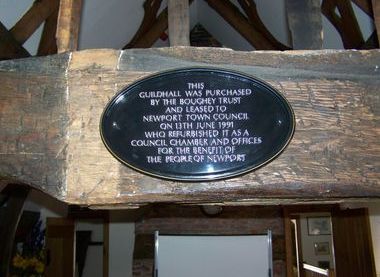 THIS
GUILDHALL WAS PURCHASED
BY THE BOUGHEY TRUST
AND LEASED TO
NEWPORT TOWN COUNCIL
ON 13TH JUNE 1991
WHO REFURBISHED IT AS A
COUNCIL CHAMBER AND OFFICES
FOR THE BENEFIT OF
THE PEOPLE OF NEWPORT